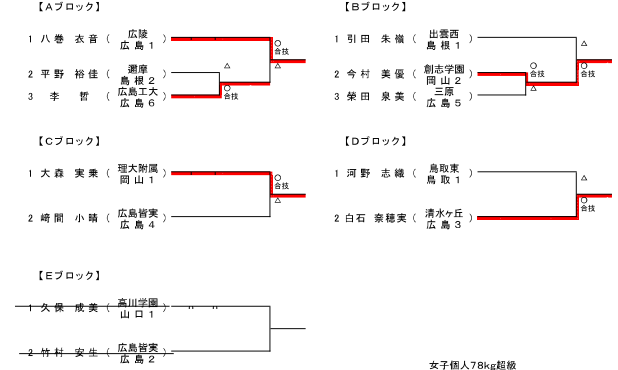 【Aブロック】
1 八巻 衣音 ( 広陵 広島1 )
○ 合技
△
2 平野 裕佳 ( 邇摩 島根2 )
△
3 李 哲 ( 広島工大 広島6 )
○ 合技
【Bブロック】
1 引田 朱嶺 ( 出雲西 島根1 )
△
2 今村 美優 ( 創志学園 岡山2 )
○ 合技
○ 合技
3 榮田 泉美 ( 三原 広島5 )
△
【Cブロック】
1 大森 実乗 ( 理大附属 岡山1 )
○ 合技
△
2 﨑間 小晴 ( 広島皆実 広島4 )
【Dブロック】
1 河野 志織 ( 鳥取東 鳥取1 )
△
2 白石 奈穂実 ( 清水ヶ丘 広島3 )
○ 合技
【Eブロック】
1 久保 成美 ( 高川学園 山口1 )
2 竹村 安生 ( 広島皆実 広島2 )
女子個人78kg超級